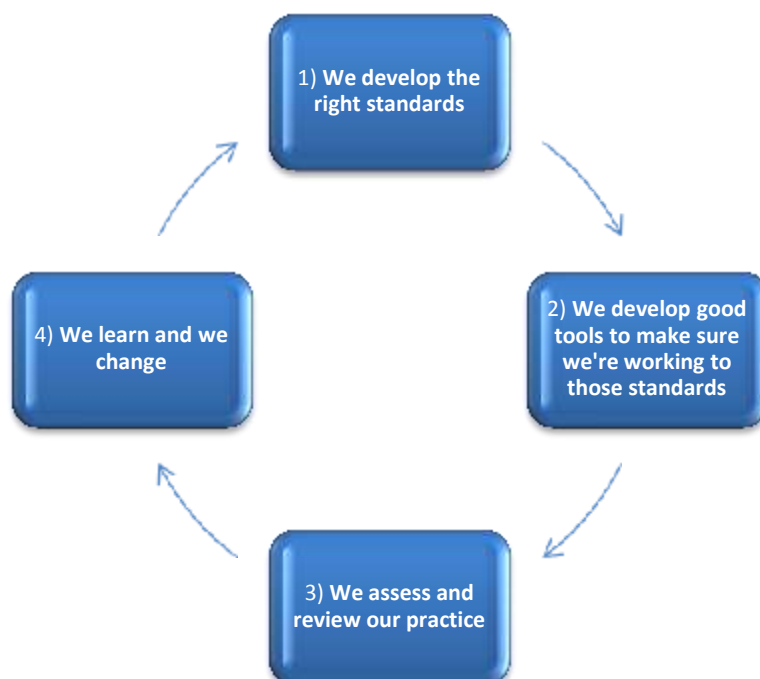 1) We develop the
right standards
2) We develop good
tools to make sure
we're working to
those standards
3) We assess and
review our practice
4) We learn and we
change